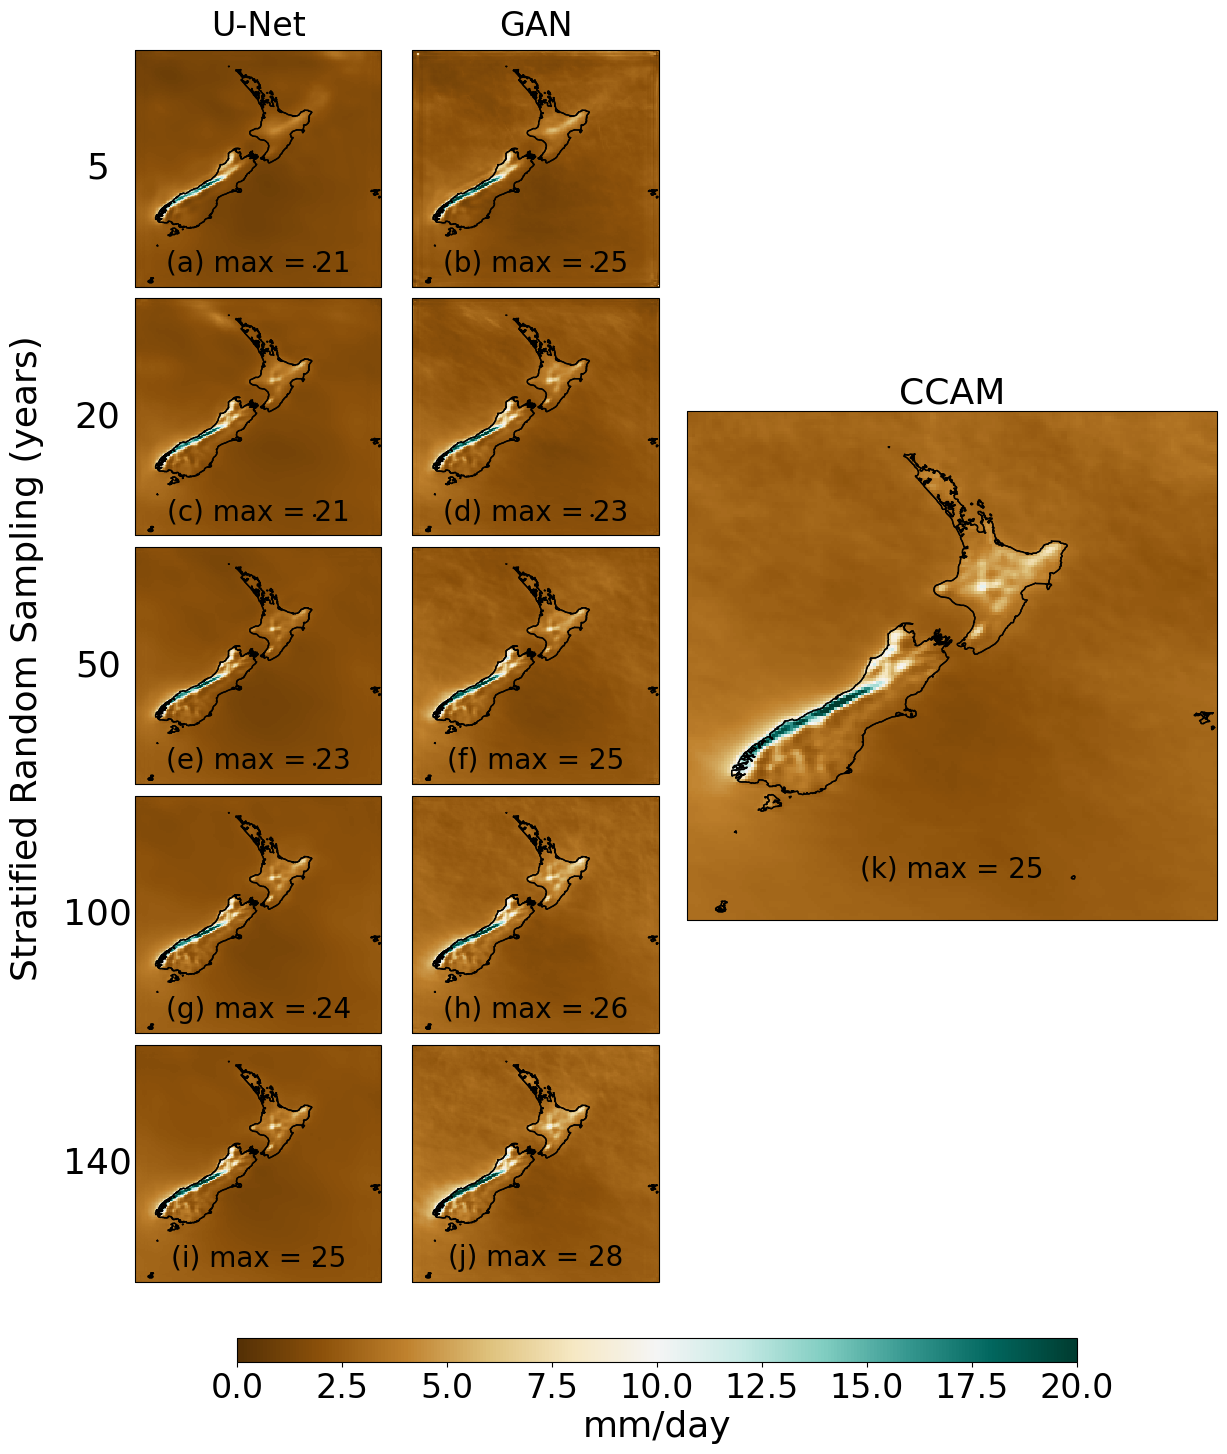 U-Net
GAN
Stratified Random Sampling (years)
5
(a) max = 21
(b) max = 25
20
(c) max = 21
(d) max = 23
CCAM
50
(e) max = 23
(f) max = 25
(k) max = 25
100
(g) max = 24
(h) max = 26
140
(i) max = 25
(j) max = 28
0.0 2.5 5.0 7.5 10.0 12.5 15.0 17.5 20.0
mm/day